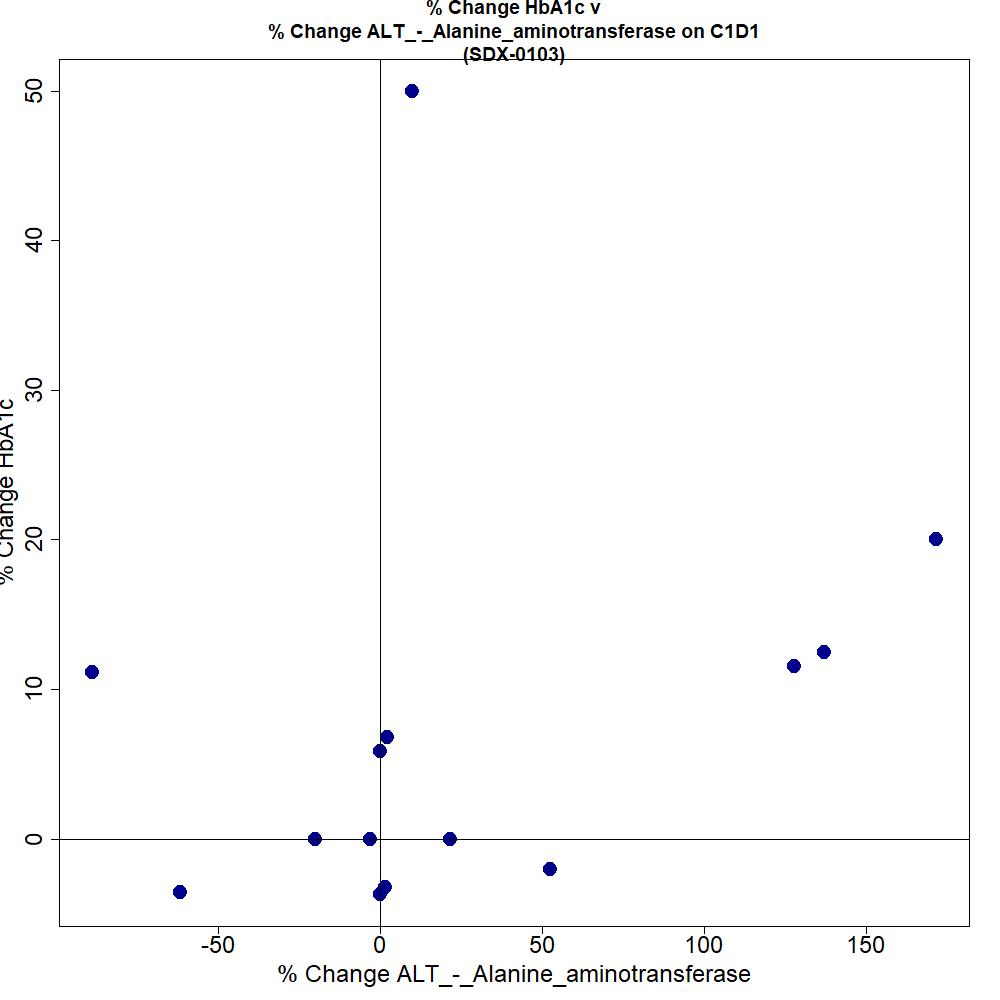 % Change HbA1c v
% Change ALT_-_Alanine_aminotransferase on C1D1
(SDX-0103)
50
40
30
20
10
0
% Change HbA1c
-50
0
50
100
150
% Change ALT_-_Alanine_aminotransferase